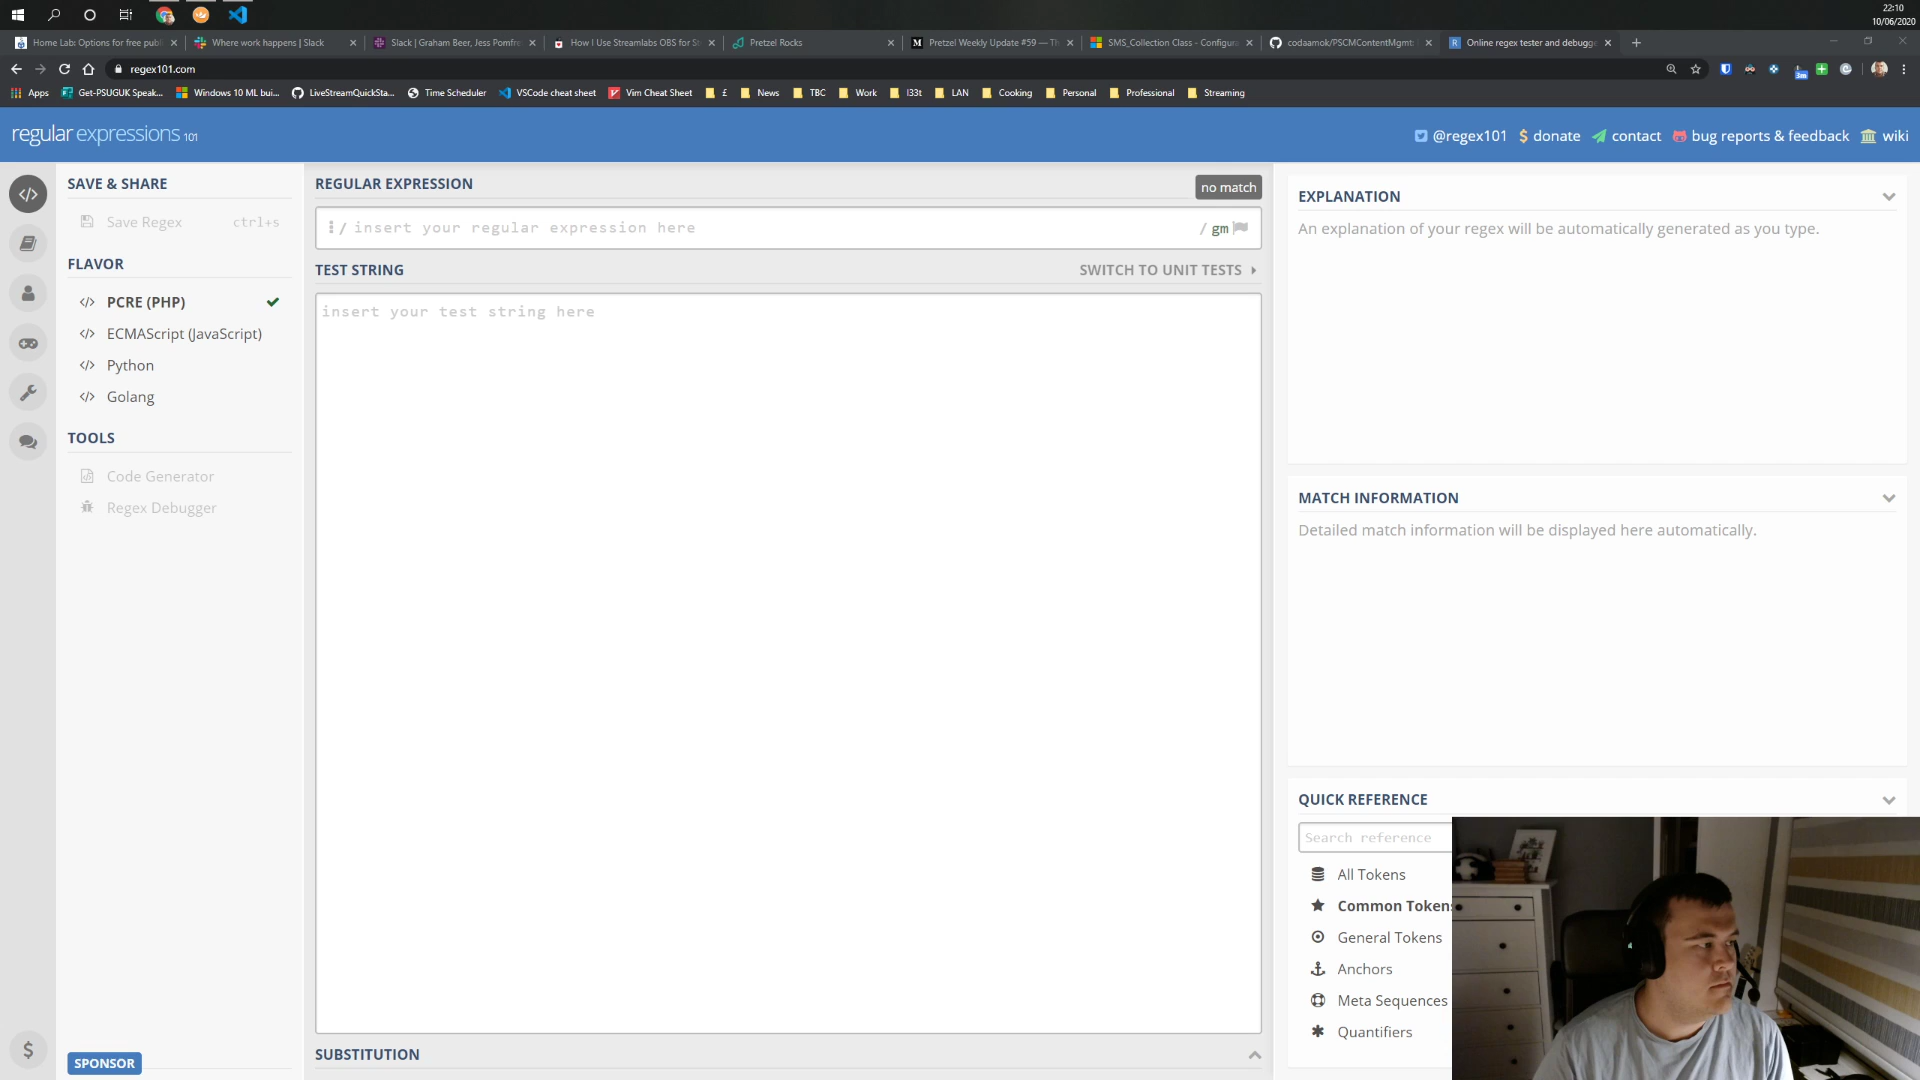 22:10
10/06/2020
Home Lab: Options for free publ
Where work happens | Slack
Slack | Graham Beer, Jess Pomfre
How I Use Streamlabs OBS for St
Pretzel Rocks
Pretzel Weekly Update #59 — Th
SMS_Collection Class - Configura
codaamok/PSCMContentMgmt:
Online regex tester and debugge
regex101.com
3m
Apps
Get-PSUGUK Speak...
Windows 10 ML bui...
LiveStreamQuickSta...
Time Scheduler
VSCode cheat sheet
Vim Cheat Sheet
£
News
TBC
Work
l33t
LAN
Cooking
Personal
Professional
Streaming
regular expressions 101
@regex101
$ donate
contact
bug reports & feedback
wiki
SAVE & SHARE
Save Regex ctrl+s
FLAVOR
</> PCRE (PHP)
</> ECMAScript (JavaScript)
</> Python
</> Golang
TOOLS
Code Generator
Regex Debugger
$
SPONSOR
REGULAR EXPRESSION
no match
/ insert your regular expression here / gm
TEST STRING
SWITCH TO UNIT TESTS
insert your test string here
SUBSTITUTION
EXPLANATION
An explanation of your regex will be automatically generated as you type.
MATCH INFORMATION
Detailed match information will be displayed here automatically.
QUICK REFERENCE
Search reference
All Tokens
Common Tokens
General Tokens
Anchors
Meta Sequences
Quantifiers